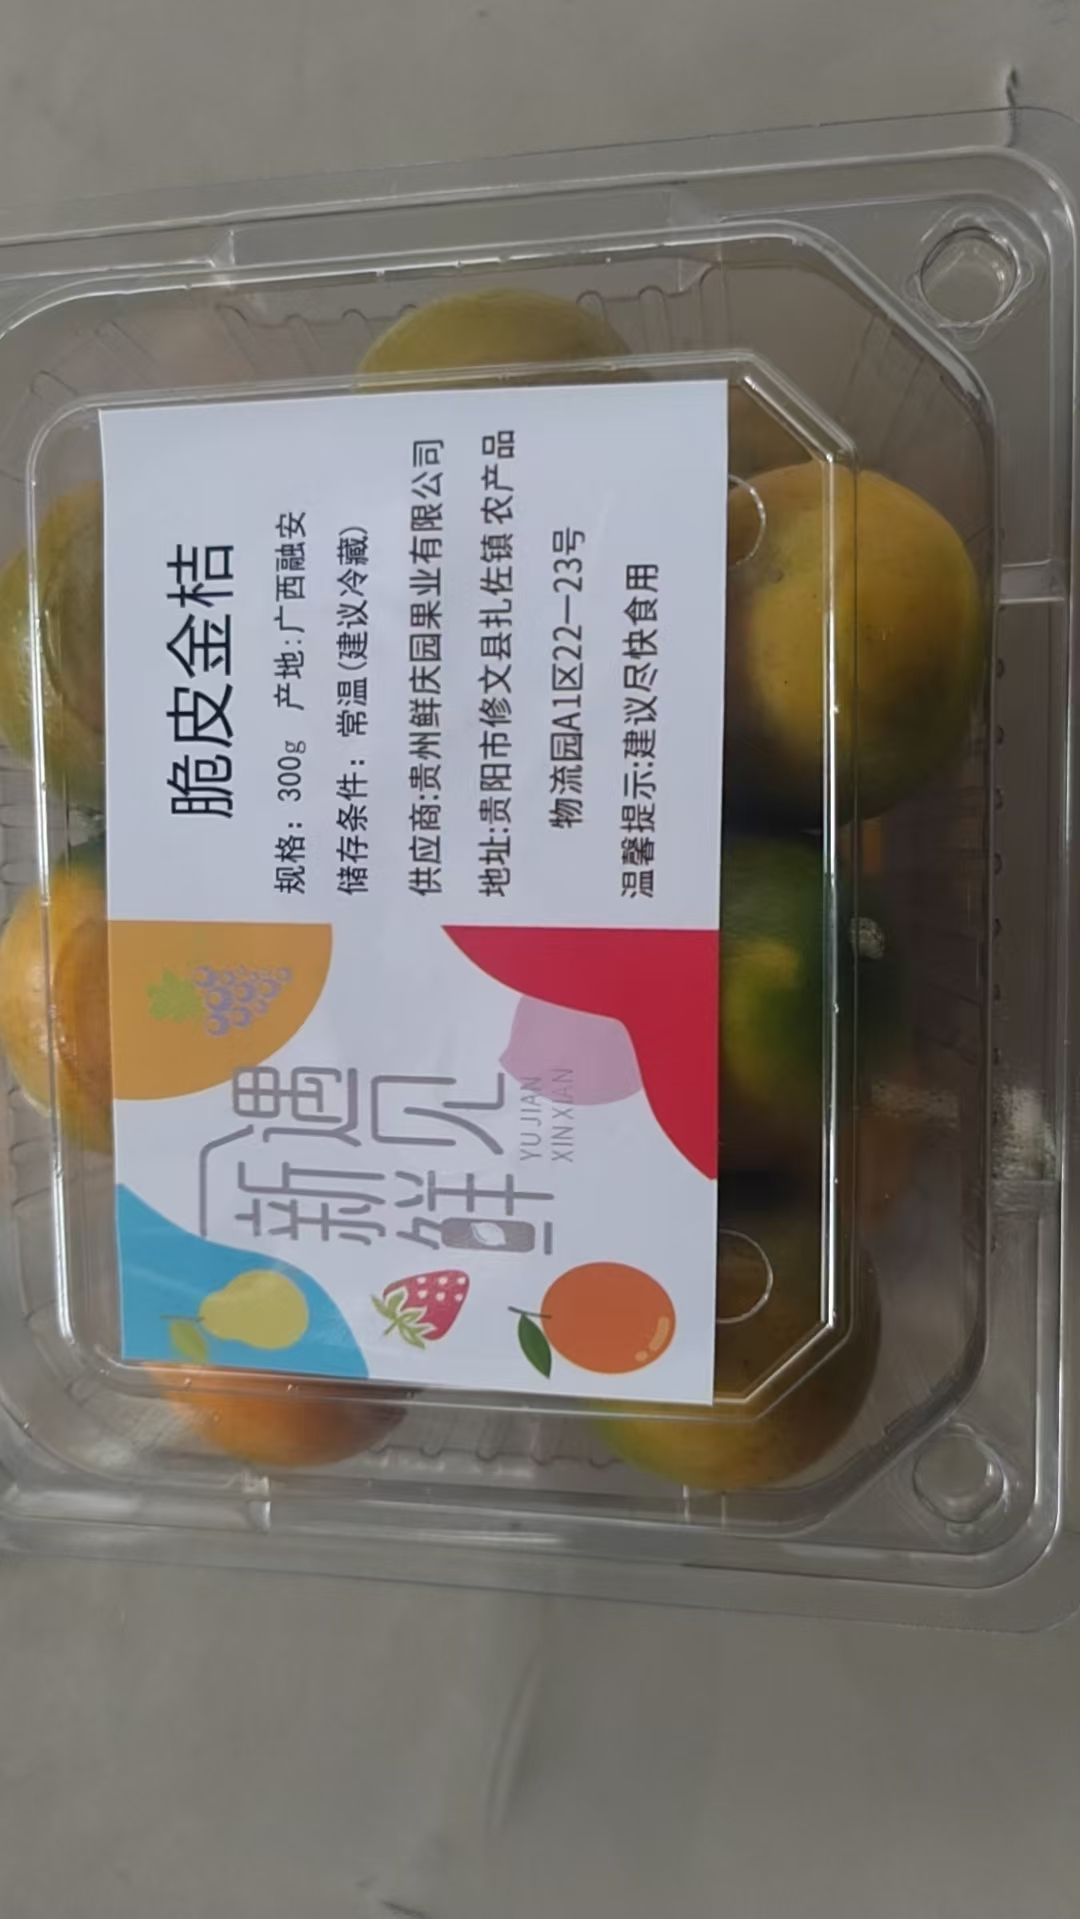 脆皮金桔
规格：300g 产地:广西融安
储存条件：常温(建议冷藏)
供应商:贵州鲜庆园果业有限公司
地址:贵阳市修文县扎佐镇农产品
物流园A1区22—23号
温馨提示:建议尽快食用
遇见
新鲜
YU JIAN
XIN XIAN